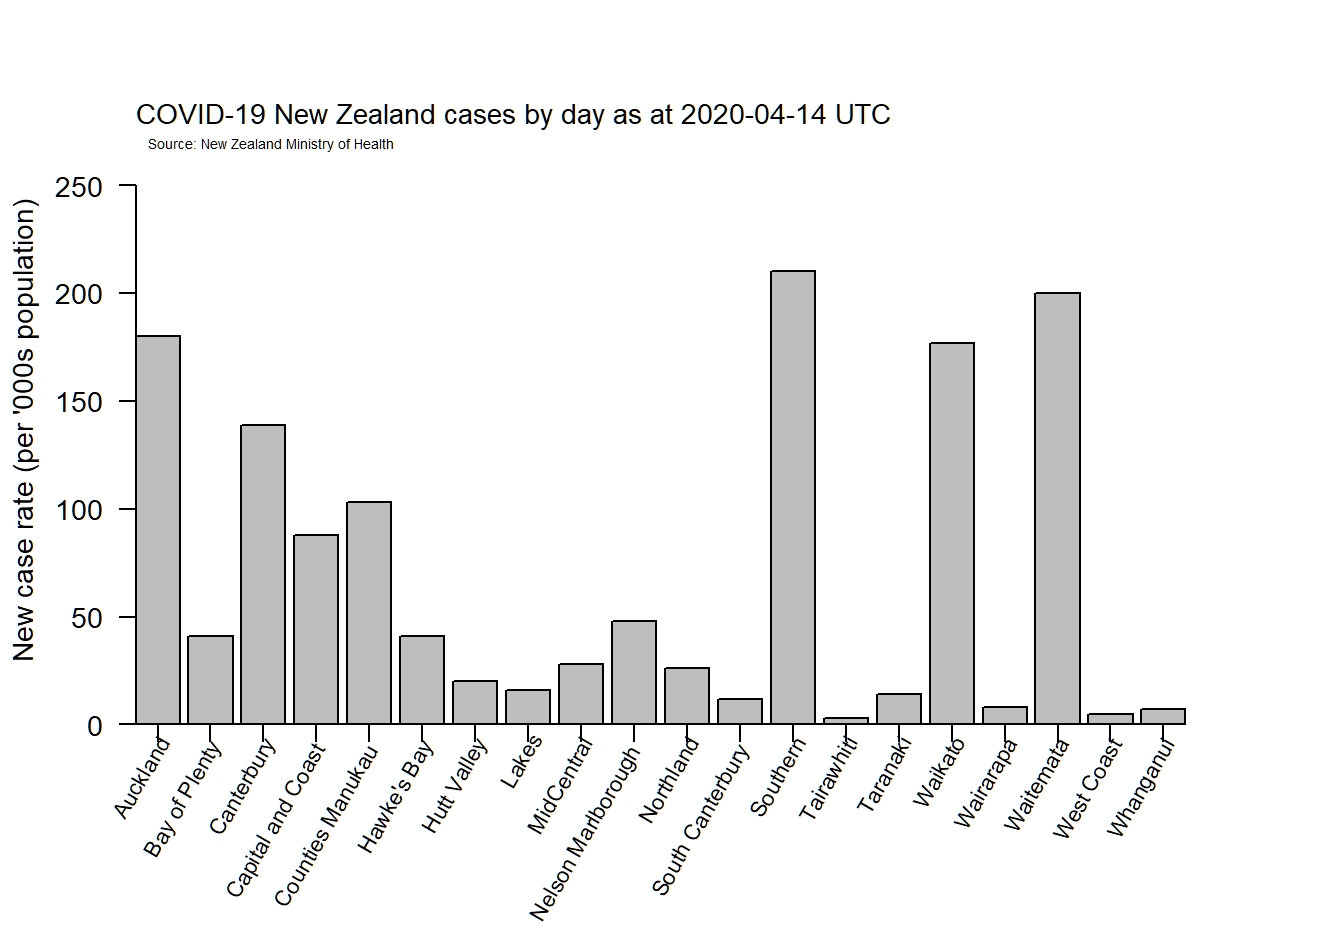 COVID-19 New Zealand cases by day as at 2020-04-14 UTC
Source: New Zealand Ministry of Health
New case rate (per '000s population)
250
200
150
100
50
0
Auckland
Bay of Plenty
Canterbury
Capital and Coast
Counties Manukau
Hawke's Bay
Hutt Valley
Lakes
MidCentral
Nelson Marlborough
Northland
South Canterbury
Southern
Tairawhiti
Taranaki
Waikato
Wairarapa
Waitemata
West Coast
Whanganui